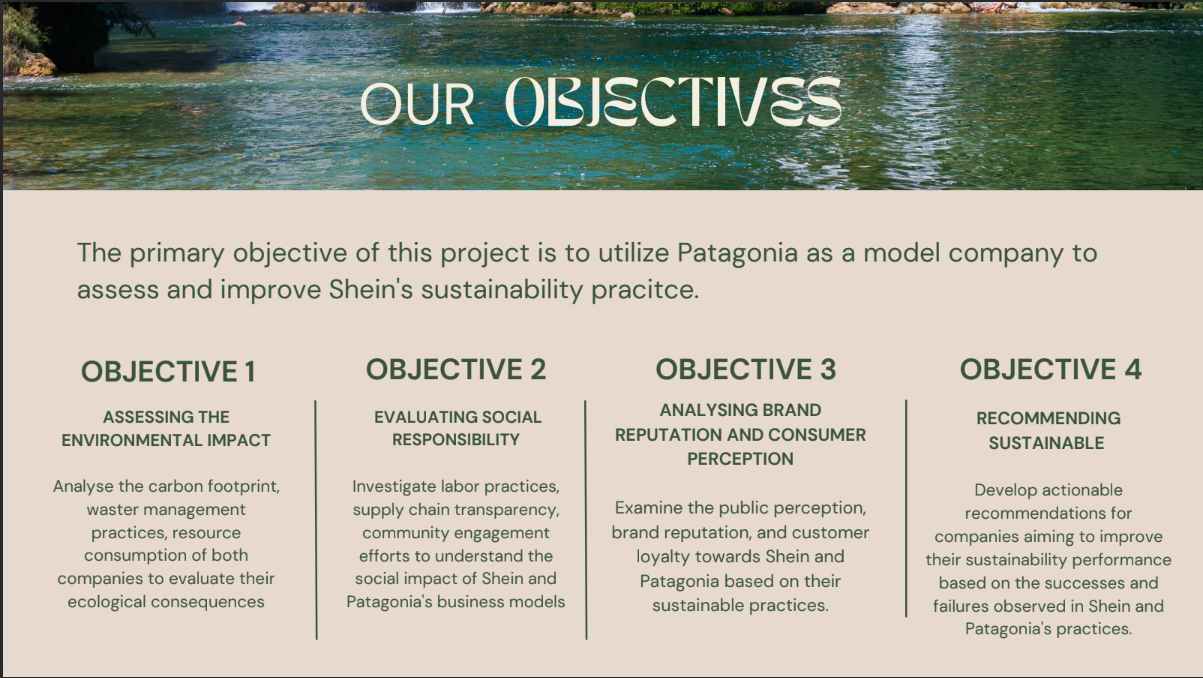 OUR OBJECTIVES
The primary objective of this project is to utilize Patagonia as a model company to
assess and improve Shein's sustainability pracitce.
OBJECTIVE 1
ASSESSING THE
ENVIRONMENTAL IMPACT
Analyse the carbon footprint,
waster management
practices, resource
consumption of both
companies to evaluate their
ecological consequences
OBJECTIVE 2
EVALUATING SOCIAL
RESPONSIBILITY
Investigate labor practices,
supply chain transparency,
community engagement
efforts to understand the
social impact of Shein and
Patagonia's business models
OBJECTIVE 3
ANALYSING BRAND
REPUTATION AND CONSUMER
PERCEPTION
Examine the public perception,
brand reputation, and customer
loyalty towards Shein and
Patagonia based on their
sustainable practices.
OBJECTIVE 4
RECOMMENDING
SUSTAINABLE
Develop actionable
recommendations for
companies aiming to improve
their sustainability performance
based on the successes and
failures observed in Shein and
Patagonia's practices.